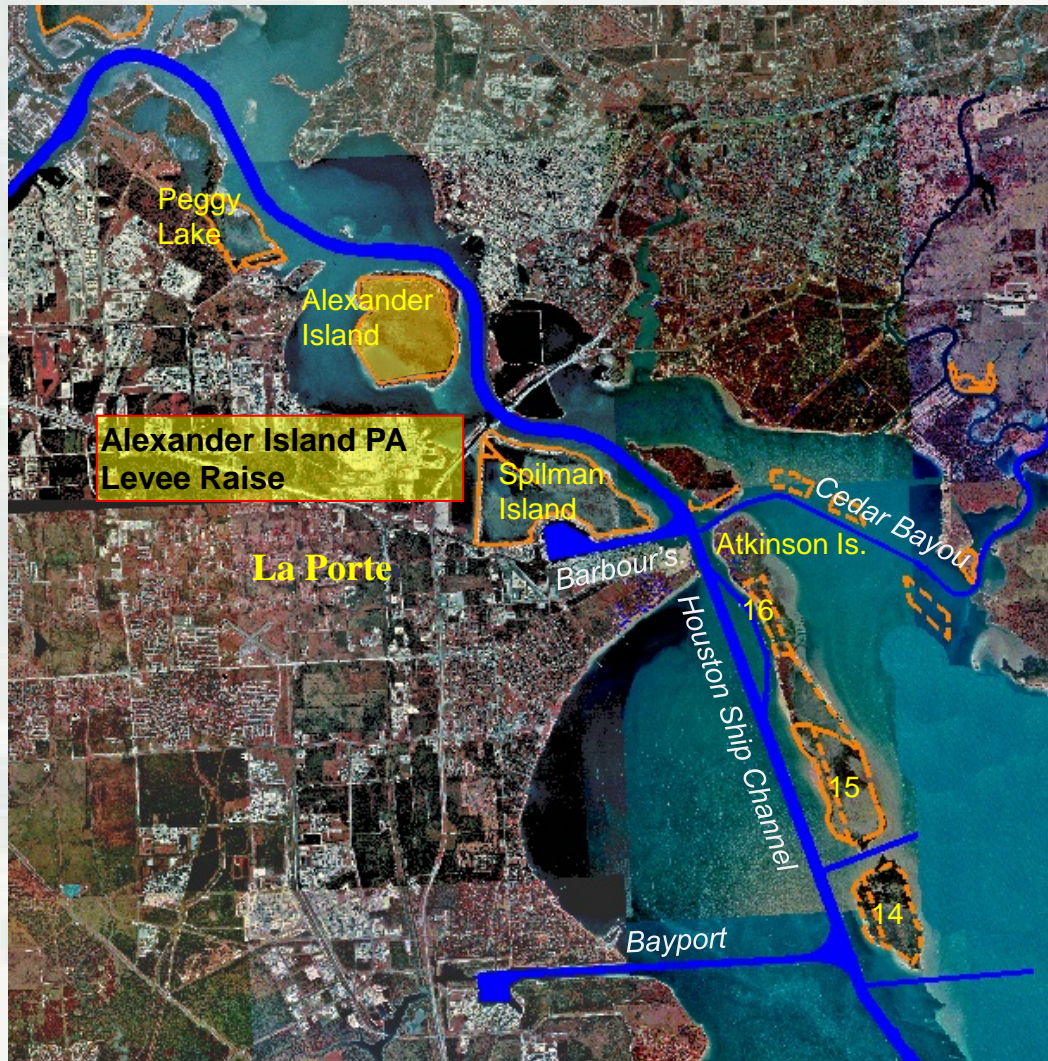 Peggy
Lake
Alexander
Island
Alexander Island PA
Levee Raise
Spilman
Island
Cedar Bayou
Atkinson Is.
Barbour's
La Porte
16
Houston Ship Channel
15
14
Bayport